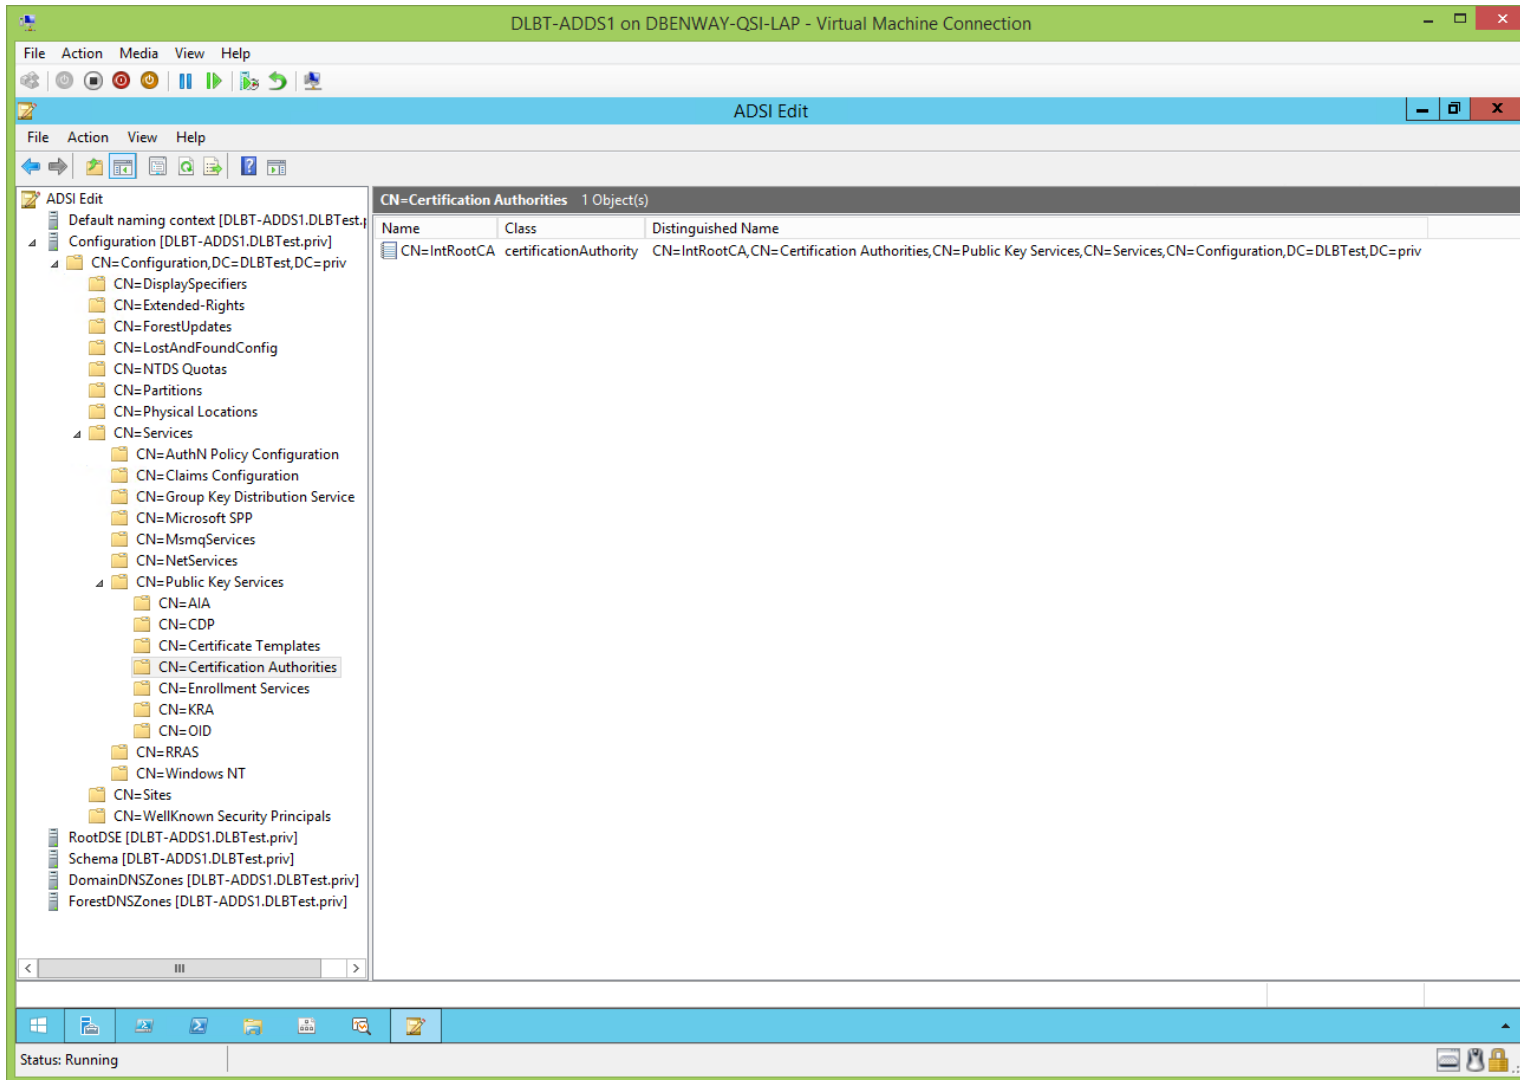 DLBT-ADDS1 on DBENWAY-QSI-LAP - Virtual Machine Connection
File Action Media View Help
ADSI Edit
File Action View Help
ADSI Edit
Default naming context [DLBT-ADDS1.DLBTest.p
Configuration [DLBT-ADDS1.DLBTest.priv]
CN=Configuration,DC=DLBTest,DC=priv
CN=DisplaySpecifiers
CN=Extended-Rights
CN=ForestUpdates
CN=LostAndFoundConfig
CN=NTDS Quotas
CN=Partitions
CN=Physical Locations
CN=Services
CN=AuthN Policy Configuration
CN=Claims Configuration
CN=Group Key Distribution Service
CN=Microsoft SPP
CN=MsmqServices
CN=NetServices
CN=Public Key Services
CN=AIA
CN=CDP
CN=Certificate Templates
CN=Certification Authorities
CN=Enrollment Services
CN=KRA
CN=OID
CN=RRAS
CN=Windows NT
CN=Sites
CN=WellKnown Security Principals
RootDSE [DLBT-ADDS1.DLBTest.priv]
Schema [DLBT-ADDS1.DLBTest.priv]
DomainDNSZones [DLBT-ADDS1.DLBTest.priv]
ForestDNSZones [DLBT-ADDS1.DLBTest.priv]
CN=Certification Authorities 1 Object(s)
Name Class Distinguished Name
CN=IntRootCA certificationAuthority CN=IntRootCA,CN=Certification Authorities,CN=Public Key Services,CN=Services,CN=Configuration,DC=DLBTest,DC=priv
Status: Running